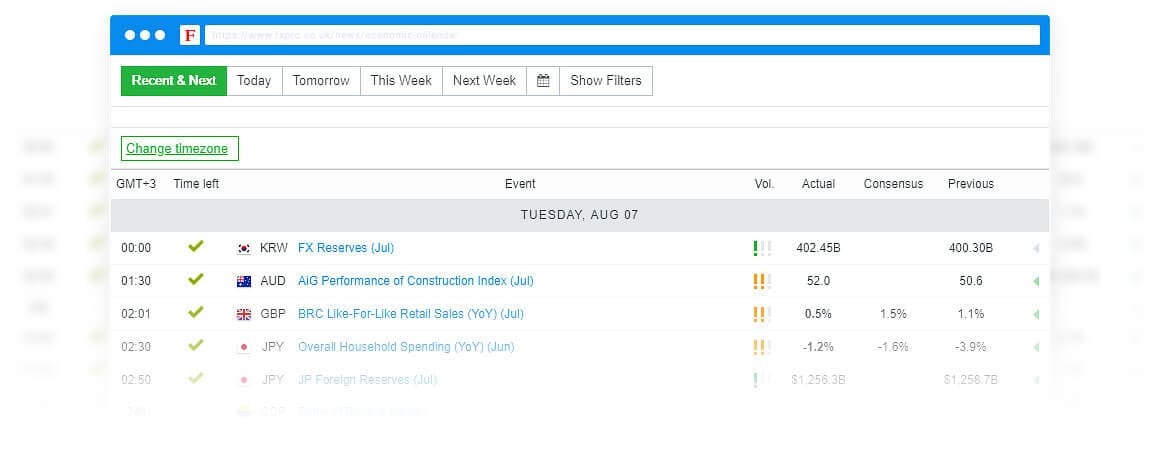 F https://www.fxpro.co.uk/news/economic-calendar
Recent & Next Today Tomorrow This Week Next Week Show Filters
Change timezone
GMT+3 Time left Event Vol. Actual Consensus Previous
TUESDAY, AUG 07
00:00 KRW FX Reserves (Jul) 402.45B 400.30B
01:30 AUD AiG Performance of Construction Index (Jul) 52.0 50.6
02:01 GBP BRC Like-For-Like Retail Sales (YoY) (Jul) 0.5% 1.5% 1.1%
02:30 JPY Overall Household Spending (YoY) (Jun) -1.2% -1.6% -3.9%
02:50 JPY JP Foreign Reserves (Jul) $1,256.3B $1,258.7B
COP